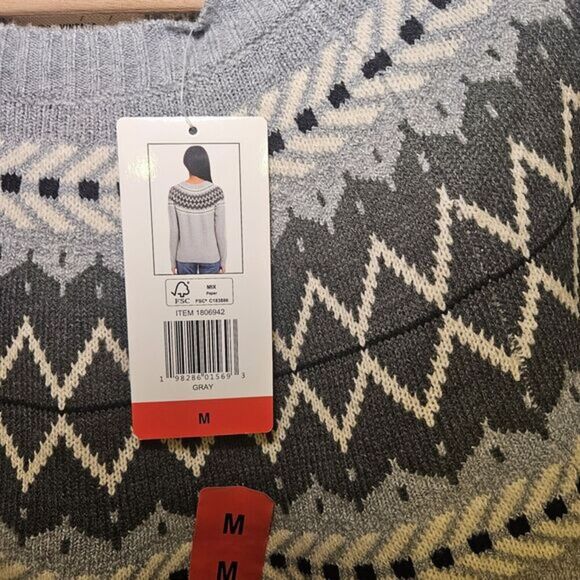 MIX
Paper
FSC
FSC® C183886
ITEM 1806942
1 98286 01569 3
GRAY
M
M
M